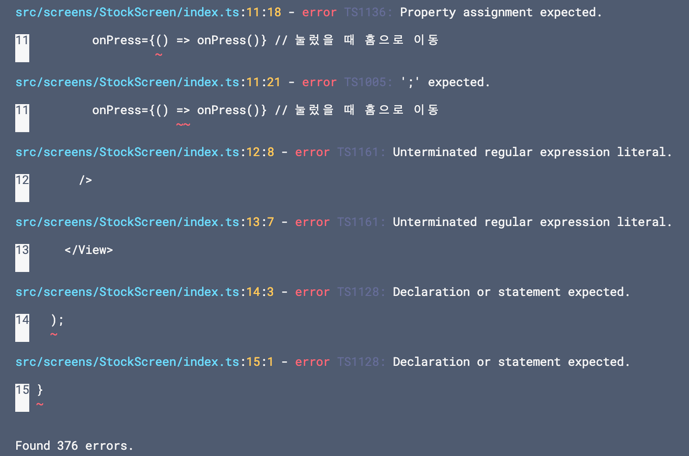 src/screens/StockScreen/index.ts:11:18 - error TS1136: Property assignment expected.
11         onPress={() => onPress()} // 눌렀을 때 홈으로 이동
~
src/screens/StockScreen/index.ts:11:21 - error TS1005: ';' expected.
11         onPress={() => onPress()} // 눌렀을 때 홈으로 이동
~~
src/screens/StockScreen/index.ts:12:8 - error TS1161: Unterminated regular expression literal.
12       />
src/screens/StockScreen/index.ts:13:7 - error TS1161: Unterminated regular expression literal.
13     </View>
src/screens/StockScreen/index.ts:14:3 - error TS1128: Declaration or statement expected.
14   );
~
src/screens/StockScreen/index.ts:15:1 - error TS1128: Declaration or statement expected.
15 }
~
Found 376 errors.